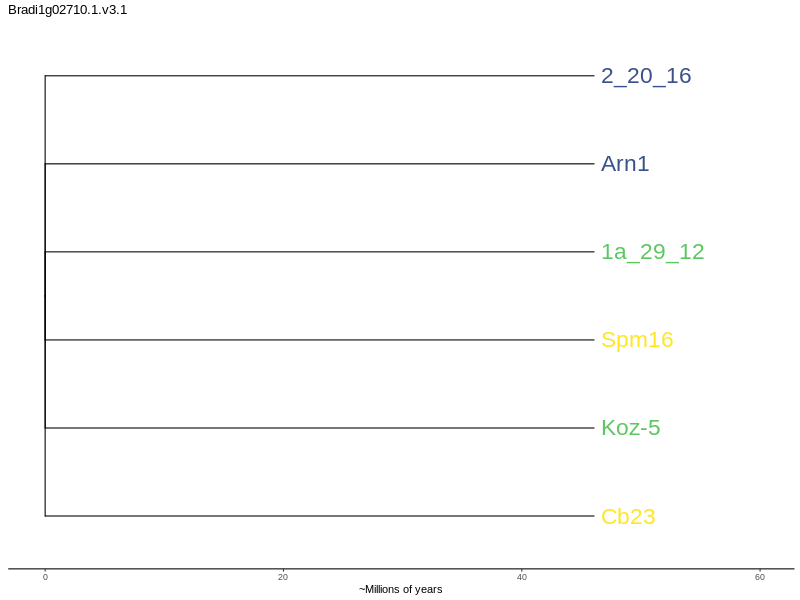 Bradi1g02710.1.v3.1
2_20_16
Arn1
1a_29_12
Spm16
Koz-5
Cb23
0 20 40 60
~Millions of years